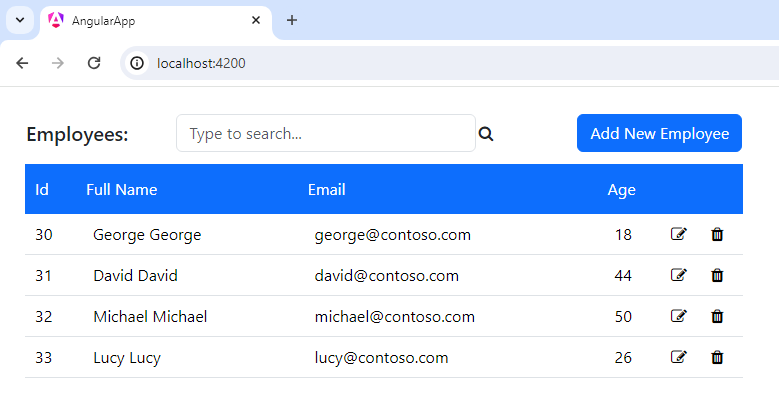 AngularApp
localhost:4200
Employees: Type to search... Add New Employee
Id Full Name Email Age
30 George George george@contoso.com 18
31 David David david@contoso.com 44
32 Michael Michael michael@contoso.com 50
33 Lucy Lucy lucy@contoso.com 26